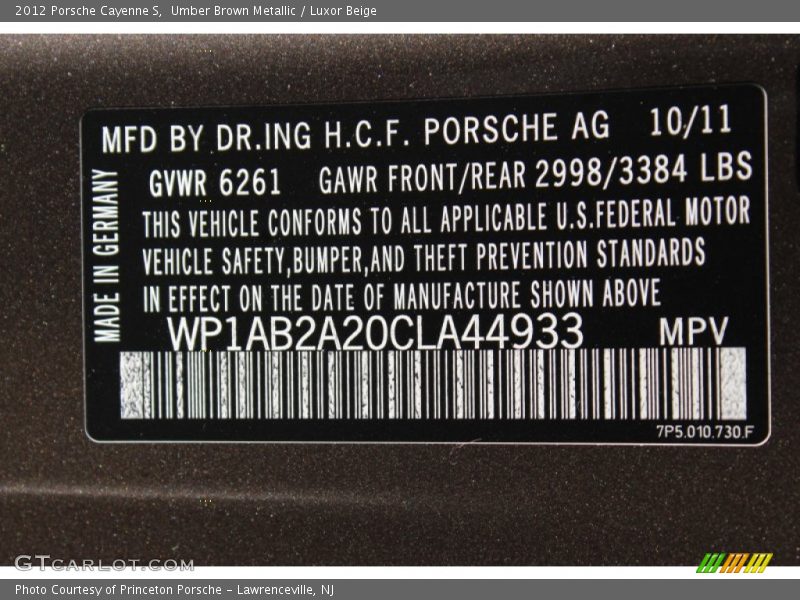 2012 Porsche Cayenne S,  Umber Brown Metallic / Luxor Beige
MFD BY DR.ING H.C.F. PORSCHE AG 10/11
GVWR 6261 GAWR FRONT/REAR 2998/3384 LBS
THIS VEHICLE CONFORMS TO ALL APPLICABLE U.S.FEDERAL MOTOR
VEHICLE SAFETY,BUMPER,AND THEFT PREVENTION STANDARDS
IN EFFECT ON THE DATE OF MANUFACTURE SHOWN ABOVE
MADE IN GERMANY
WP1AB2A20CLA44933 MPV
7P5.010.730.F
GTCARLOT.COM
Photo Courtesy of Princeton Porsche - Lawrenceville, NJ